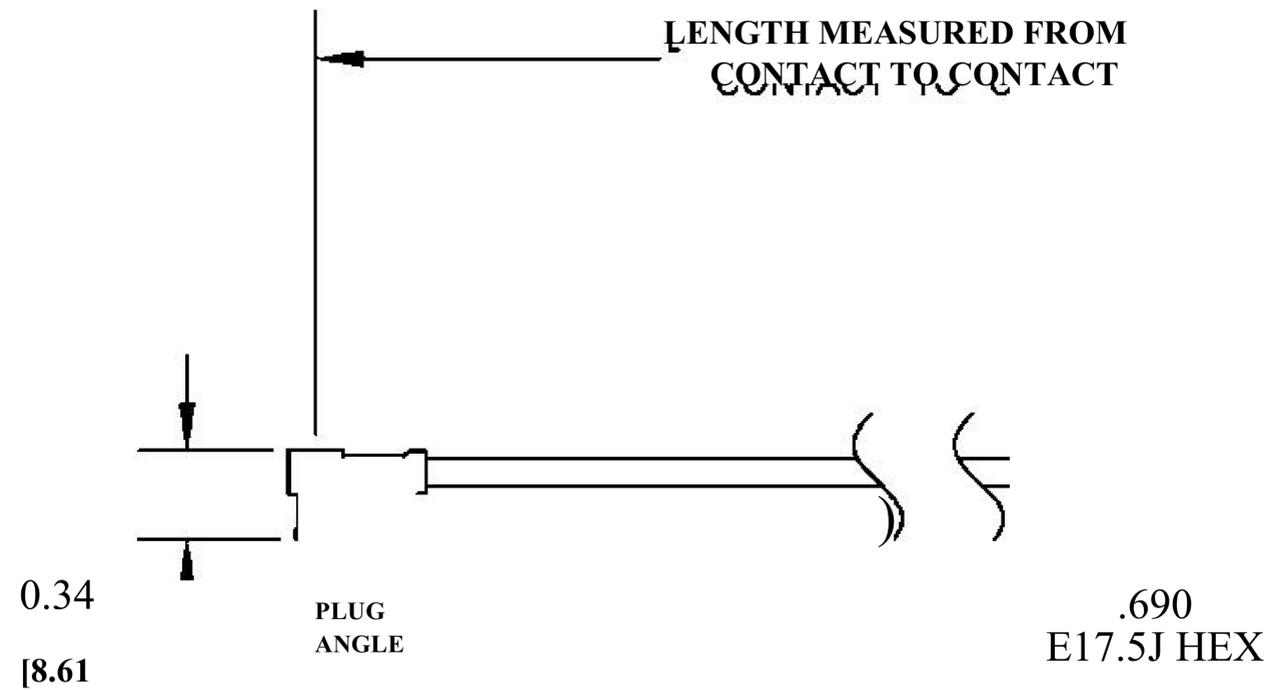 LENGTH MEASURED FROM
CONTACT TO CONTACT
)
0.34
[8.61
PLUG
ANGLE
.690
E17.5J HEX